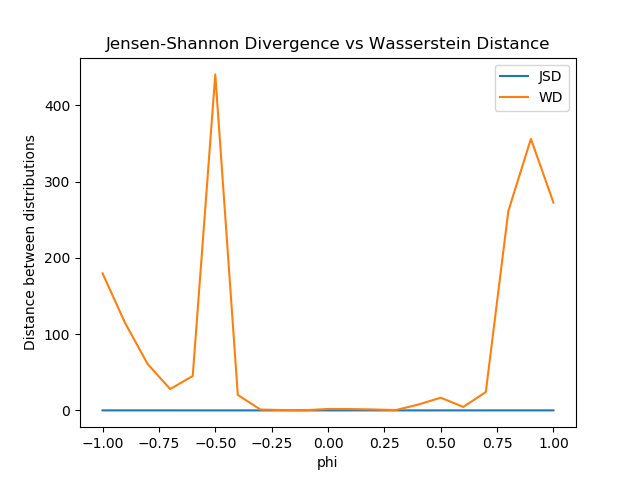 Jensen-Shannon Divergence vs Wasserstein Distance
JSD
WD
Distance between distributions
400
300
200
100
0
−1.00 −0.75 −0.50 −0.25 0.00 0.25 0.50 0.75 1.00
phi